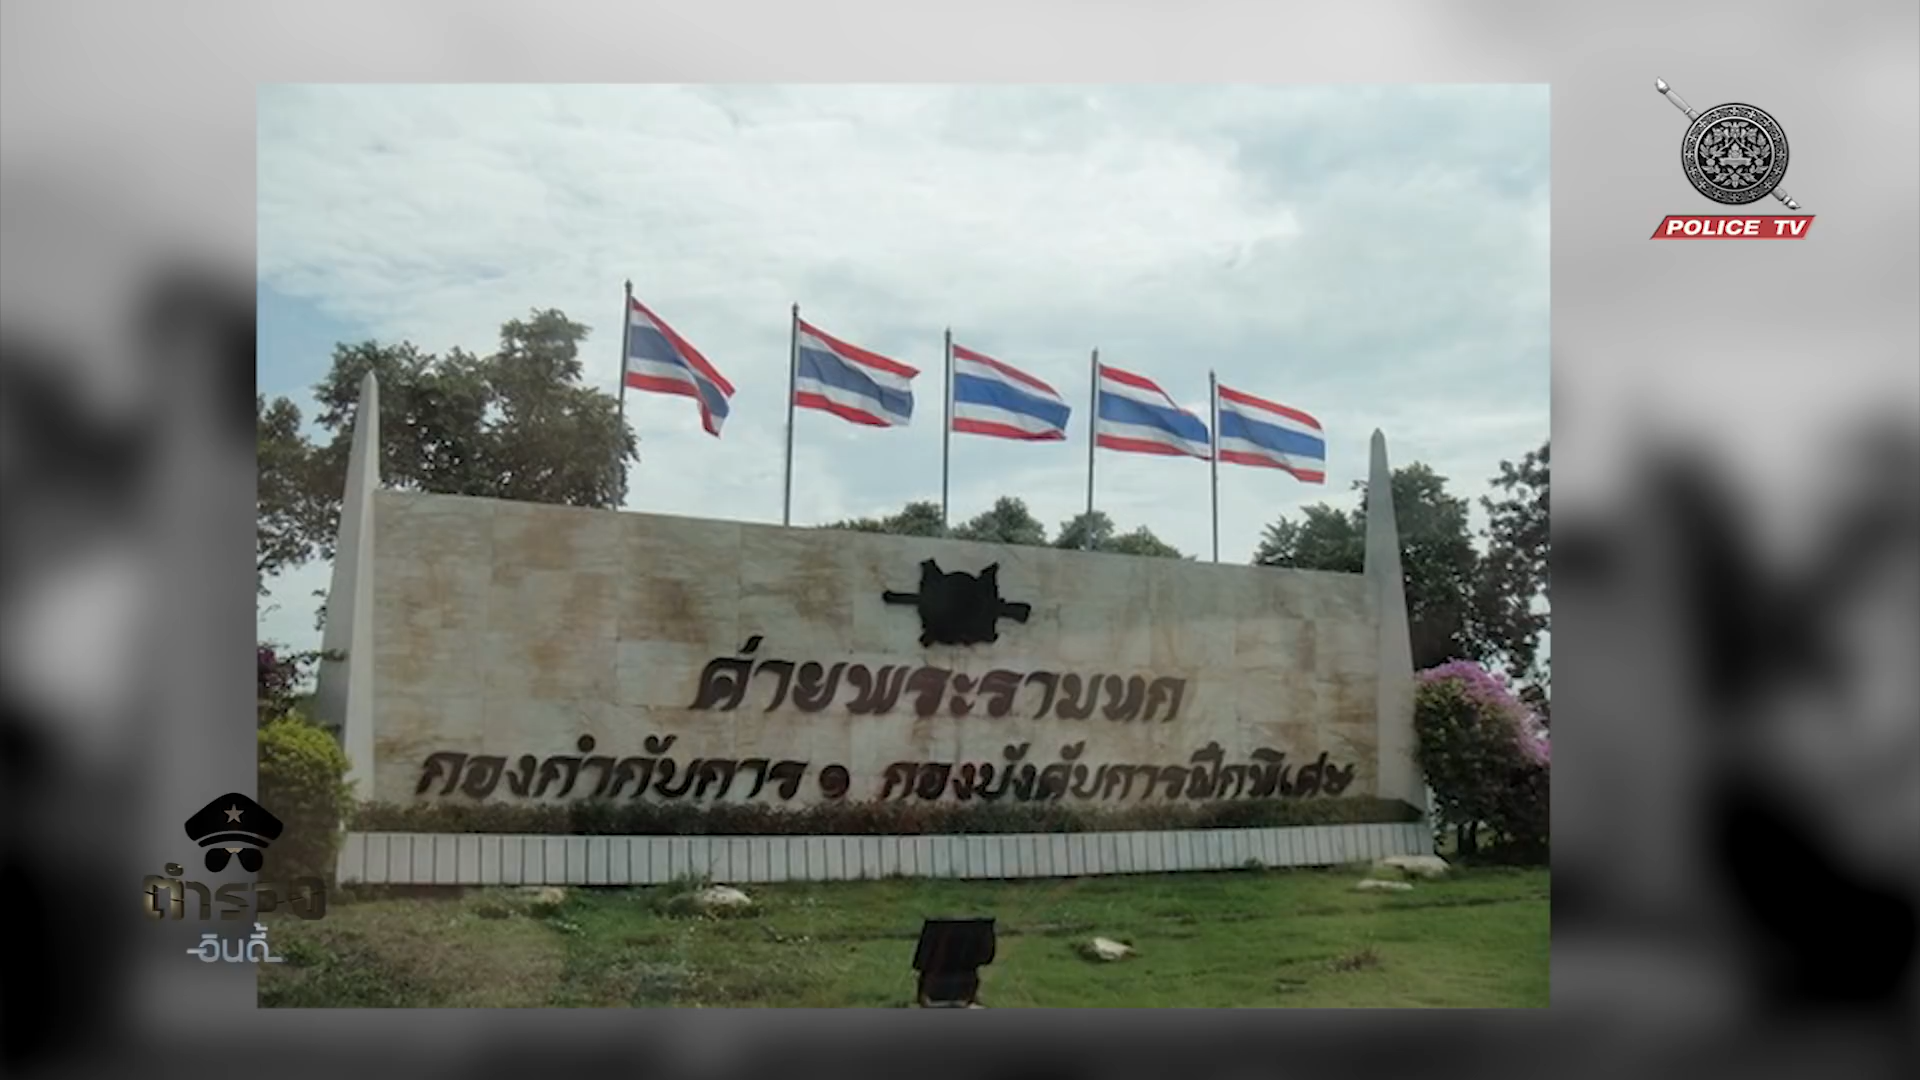 POLICE TV
ค่ายพระรามหก
กองกำกับการ ๑ กองบังคับการฝึกพิเศษ
ตำรวจ
อินดี้